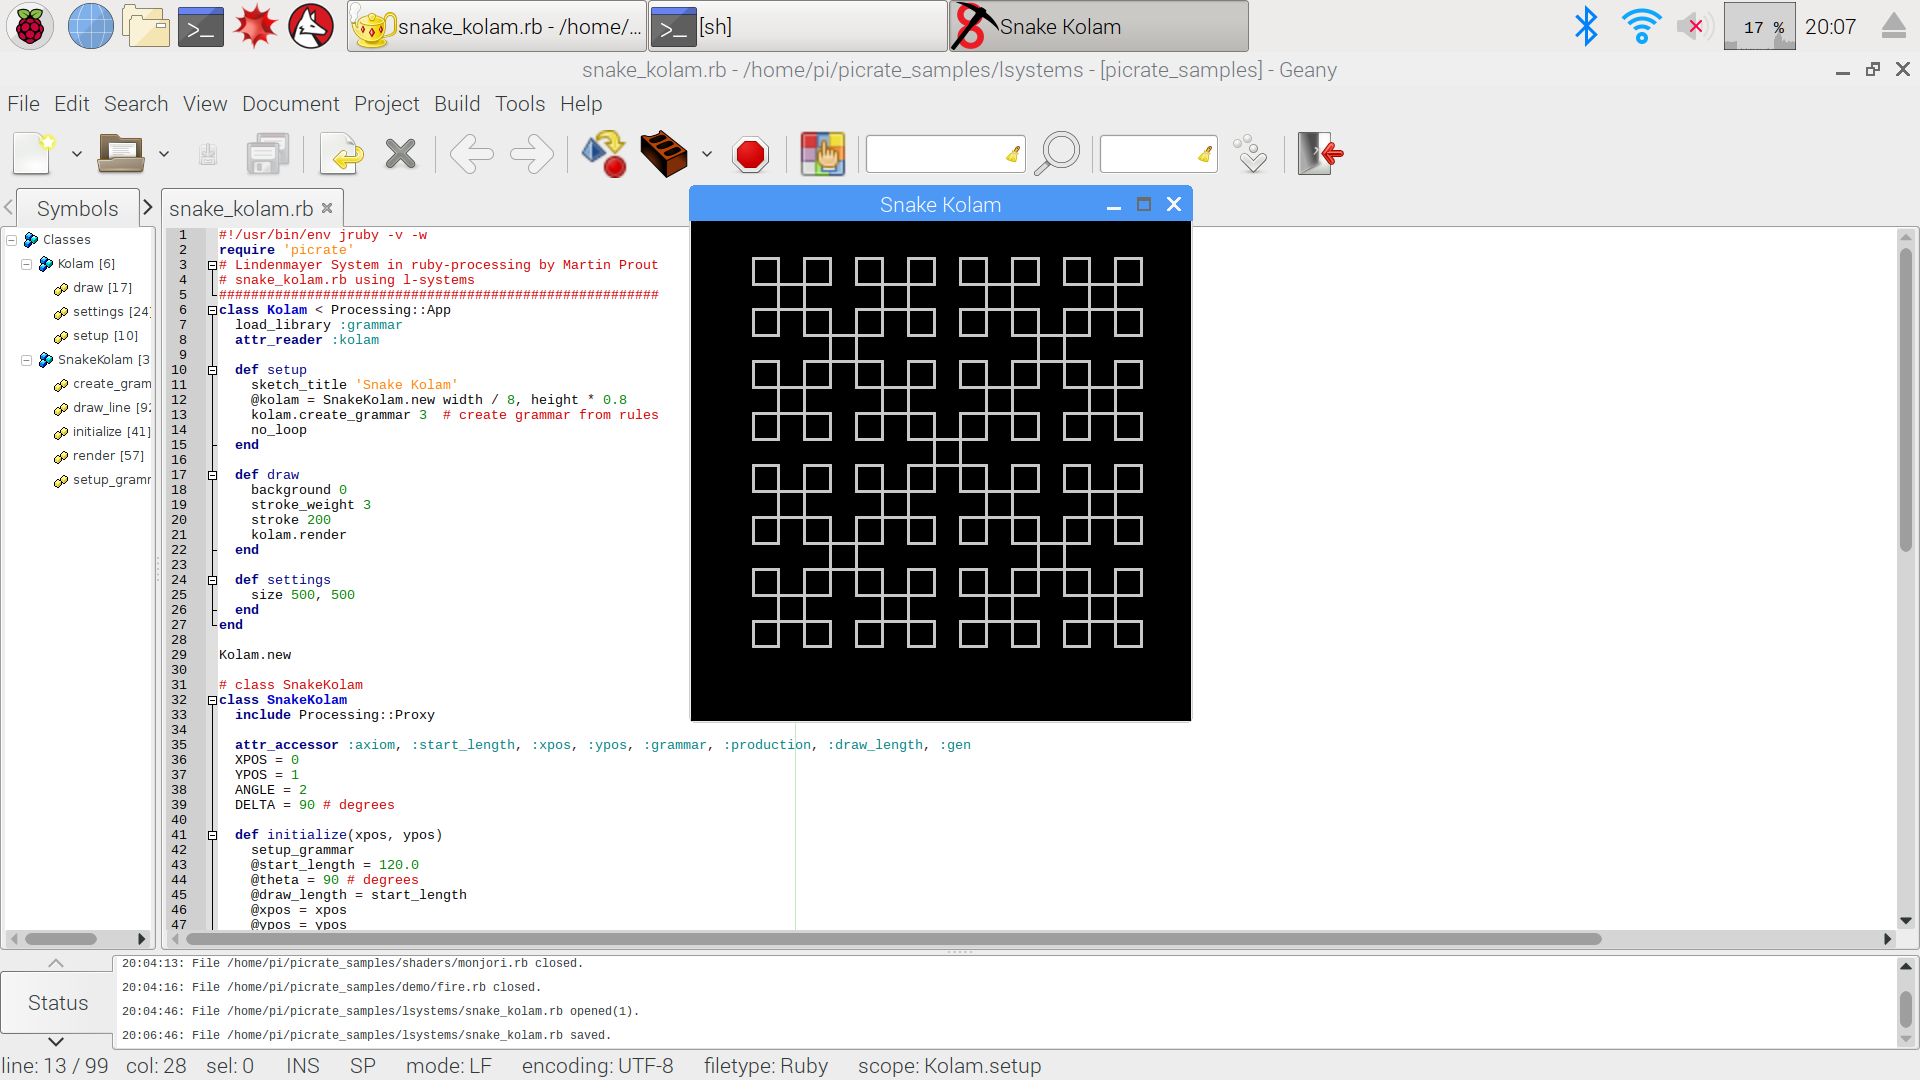 snake_kolam.rb - /home/...
[sh]
Snake Kolam
17 %
20:07
snake_kolam.rb - /home/pi/picrate_samples/lsystems - [picrate_samples] - Geany
File Edit Search View Document Project Build Tools Help
Symbols
snake_kolam.rb
Classes
Kolam [6]
draw [17]
settings [24]
setup [10]
SnakeKolam [3
create_gram
draw_line [92
initialize [41]
render [57]
setup_gramm
1 #!/usr/bin/env jruby -v -w
2 require 'picrate'
3 # Lindenmayer System in ruby-processing by Martin Prout
4 # snake_kolam.rb using l-systems
5 #######################################################
6 class Kolam < Processing::App
7 load_library :grammar
8 attr_reader :kolam
9
10 def setup
11 sketch_title 'Snake Kolam'
12 @kolam = SnakeKolam.new width / 8, height * 0.8
13 kolam.create_grammar 3 # create grammar from rules
14 no_loop
15 end
16
17 def draw
18 background 0
19 stroke_weight 3
20 stroke 200
21 kolam.render
22 end
23
24 def settings
25 size 500, 500
26 end
27 end
28
29 Kolam.new
30
31 # class SnakeKolam
32 class SnakeKolam
33 include Processing::Proxy
34
35 attr_accessor :axiom, :start_length, :xpos, :ypos, :grammar, :production, :draw_length, :gen
36 XPOS = 0
37 YPOS = 1
38 ANGLE = 2
39 DELTA = 90 # degrees
40
41 def initialize(xpos, ypos)
42 setup_grammar
43 @start_length = 120.0
44 @theta = 90 # degrees
45 @draw_length = start_length
46 @xpos = xpos
47 @ypos = ypos
Snake Kolam
Status
20:04:13: File /home/pi/picrate_samples/shaders/monjori.rb closed.
20:04:16: File /home/pi/picrate_samples/demo/fire.rb closed.
20:04:46: File /home/pi/picrate_samples/lsystems/snake_kolam.rb opened(1).
20:06:46: File /home/pi/picrate_samples/lsystems/snake_kolam.rb saved.
line: 13 / 99 col: 28 sel: 0 INS SP mode: LF encoding: UTF-8 filetype: Ruby scope: Kolam.setup